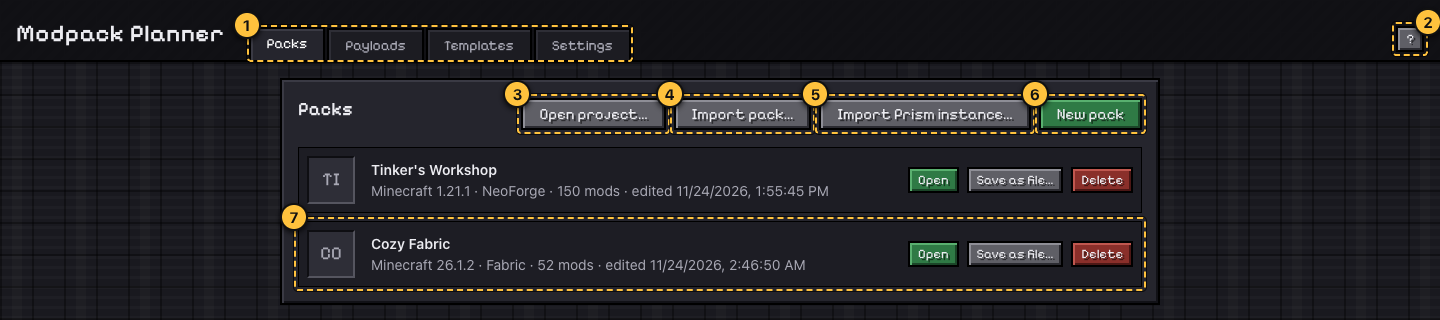 Modpack Planner
1
Packs
Payloads
Templates
Settings
2
?
Packs
3
Open project...
4
Import pack...
5
Import Prism instance...
6
New pack
TI
Tinker's Workshop
Minecraft 1.21.1 · NeoForge · 150 mods · edited 11/24/2026, 1:55:45 PM
Open
Save as file...
Delete
7
CO
Cozy Fabric
Minecraft 26.1.2 · Fabric · 52 mods · edited 11/24/2026, 2:46:50 AM
Open
Save as file...
Delete